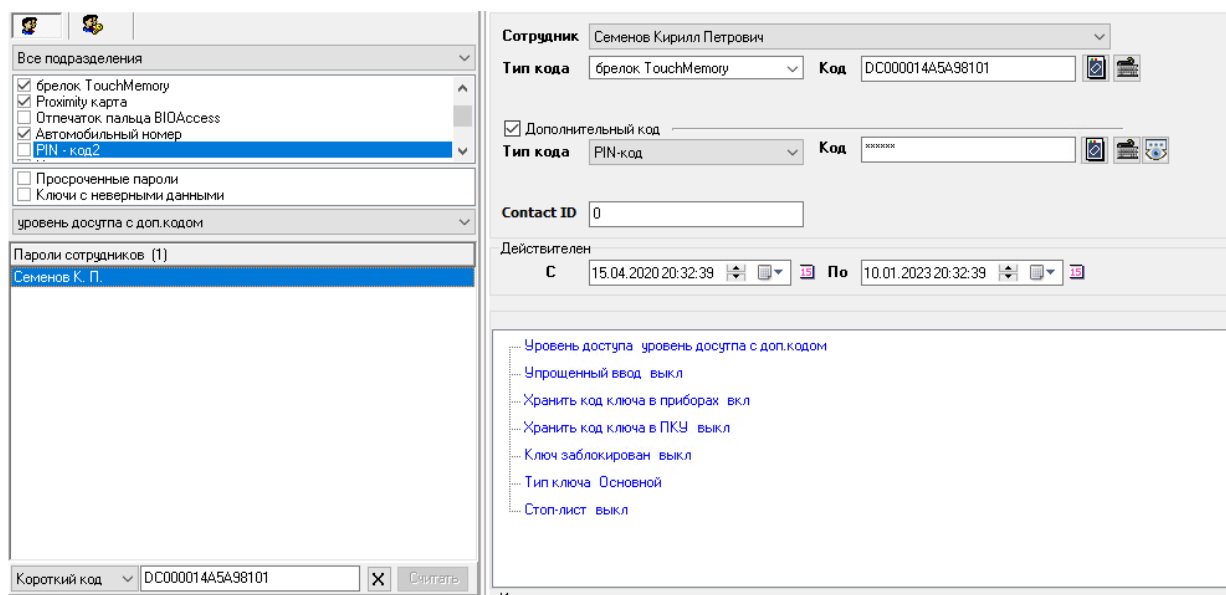 Все подразделения
брелок TouchMemory
Proximity карта
Отпечаток пальца BIOAccess
Автомобильный номер
PIN - код2
Просроченные пароли
Ключи с неверными данными
уровень досутпа с доп.кодом
Пароли сотрудников (1)
Семенов К. П.
Короткий код DC000014A5A98101 X Считать
Сотрудник Семенов Кирилл Петрович
Тип кода брелок TouchMemory Код DC000014A5A98101
Дополнительный код
Тип кода PIN-код Код ××××××
Contact ID 0
Действителен
С 15.04.2020 20:32:39 15 По 10.01.2023 20:32:39 15
Уровень доступа уровень досутпа с доп.кодом
Упрощенный ввод выкл
Хранить код ключа в приборах вкл
Хранить код ключа в ПКУ выкл
Ключ заблокирован выкл
Тип ключа Основной
Стоп-лист выкл